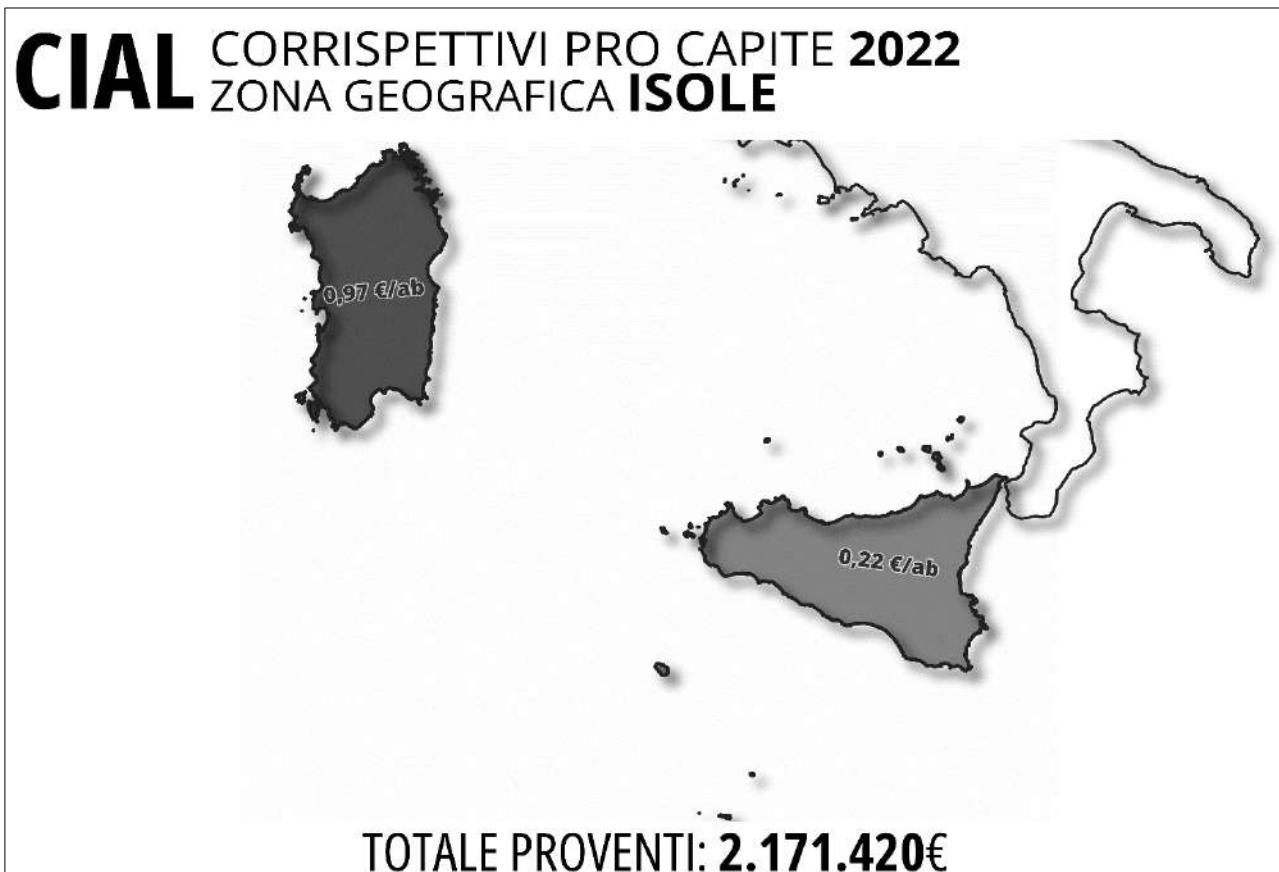 CIAL CORRISPETTIVI PRO CAPITE 2022
ZONA GEOGRAFICA ISOLE
0,97 €/ab
0,22 €/ab
TOTALE PROVENTI: 2.171.420€